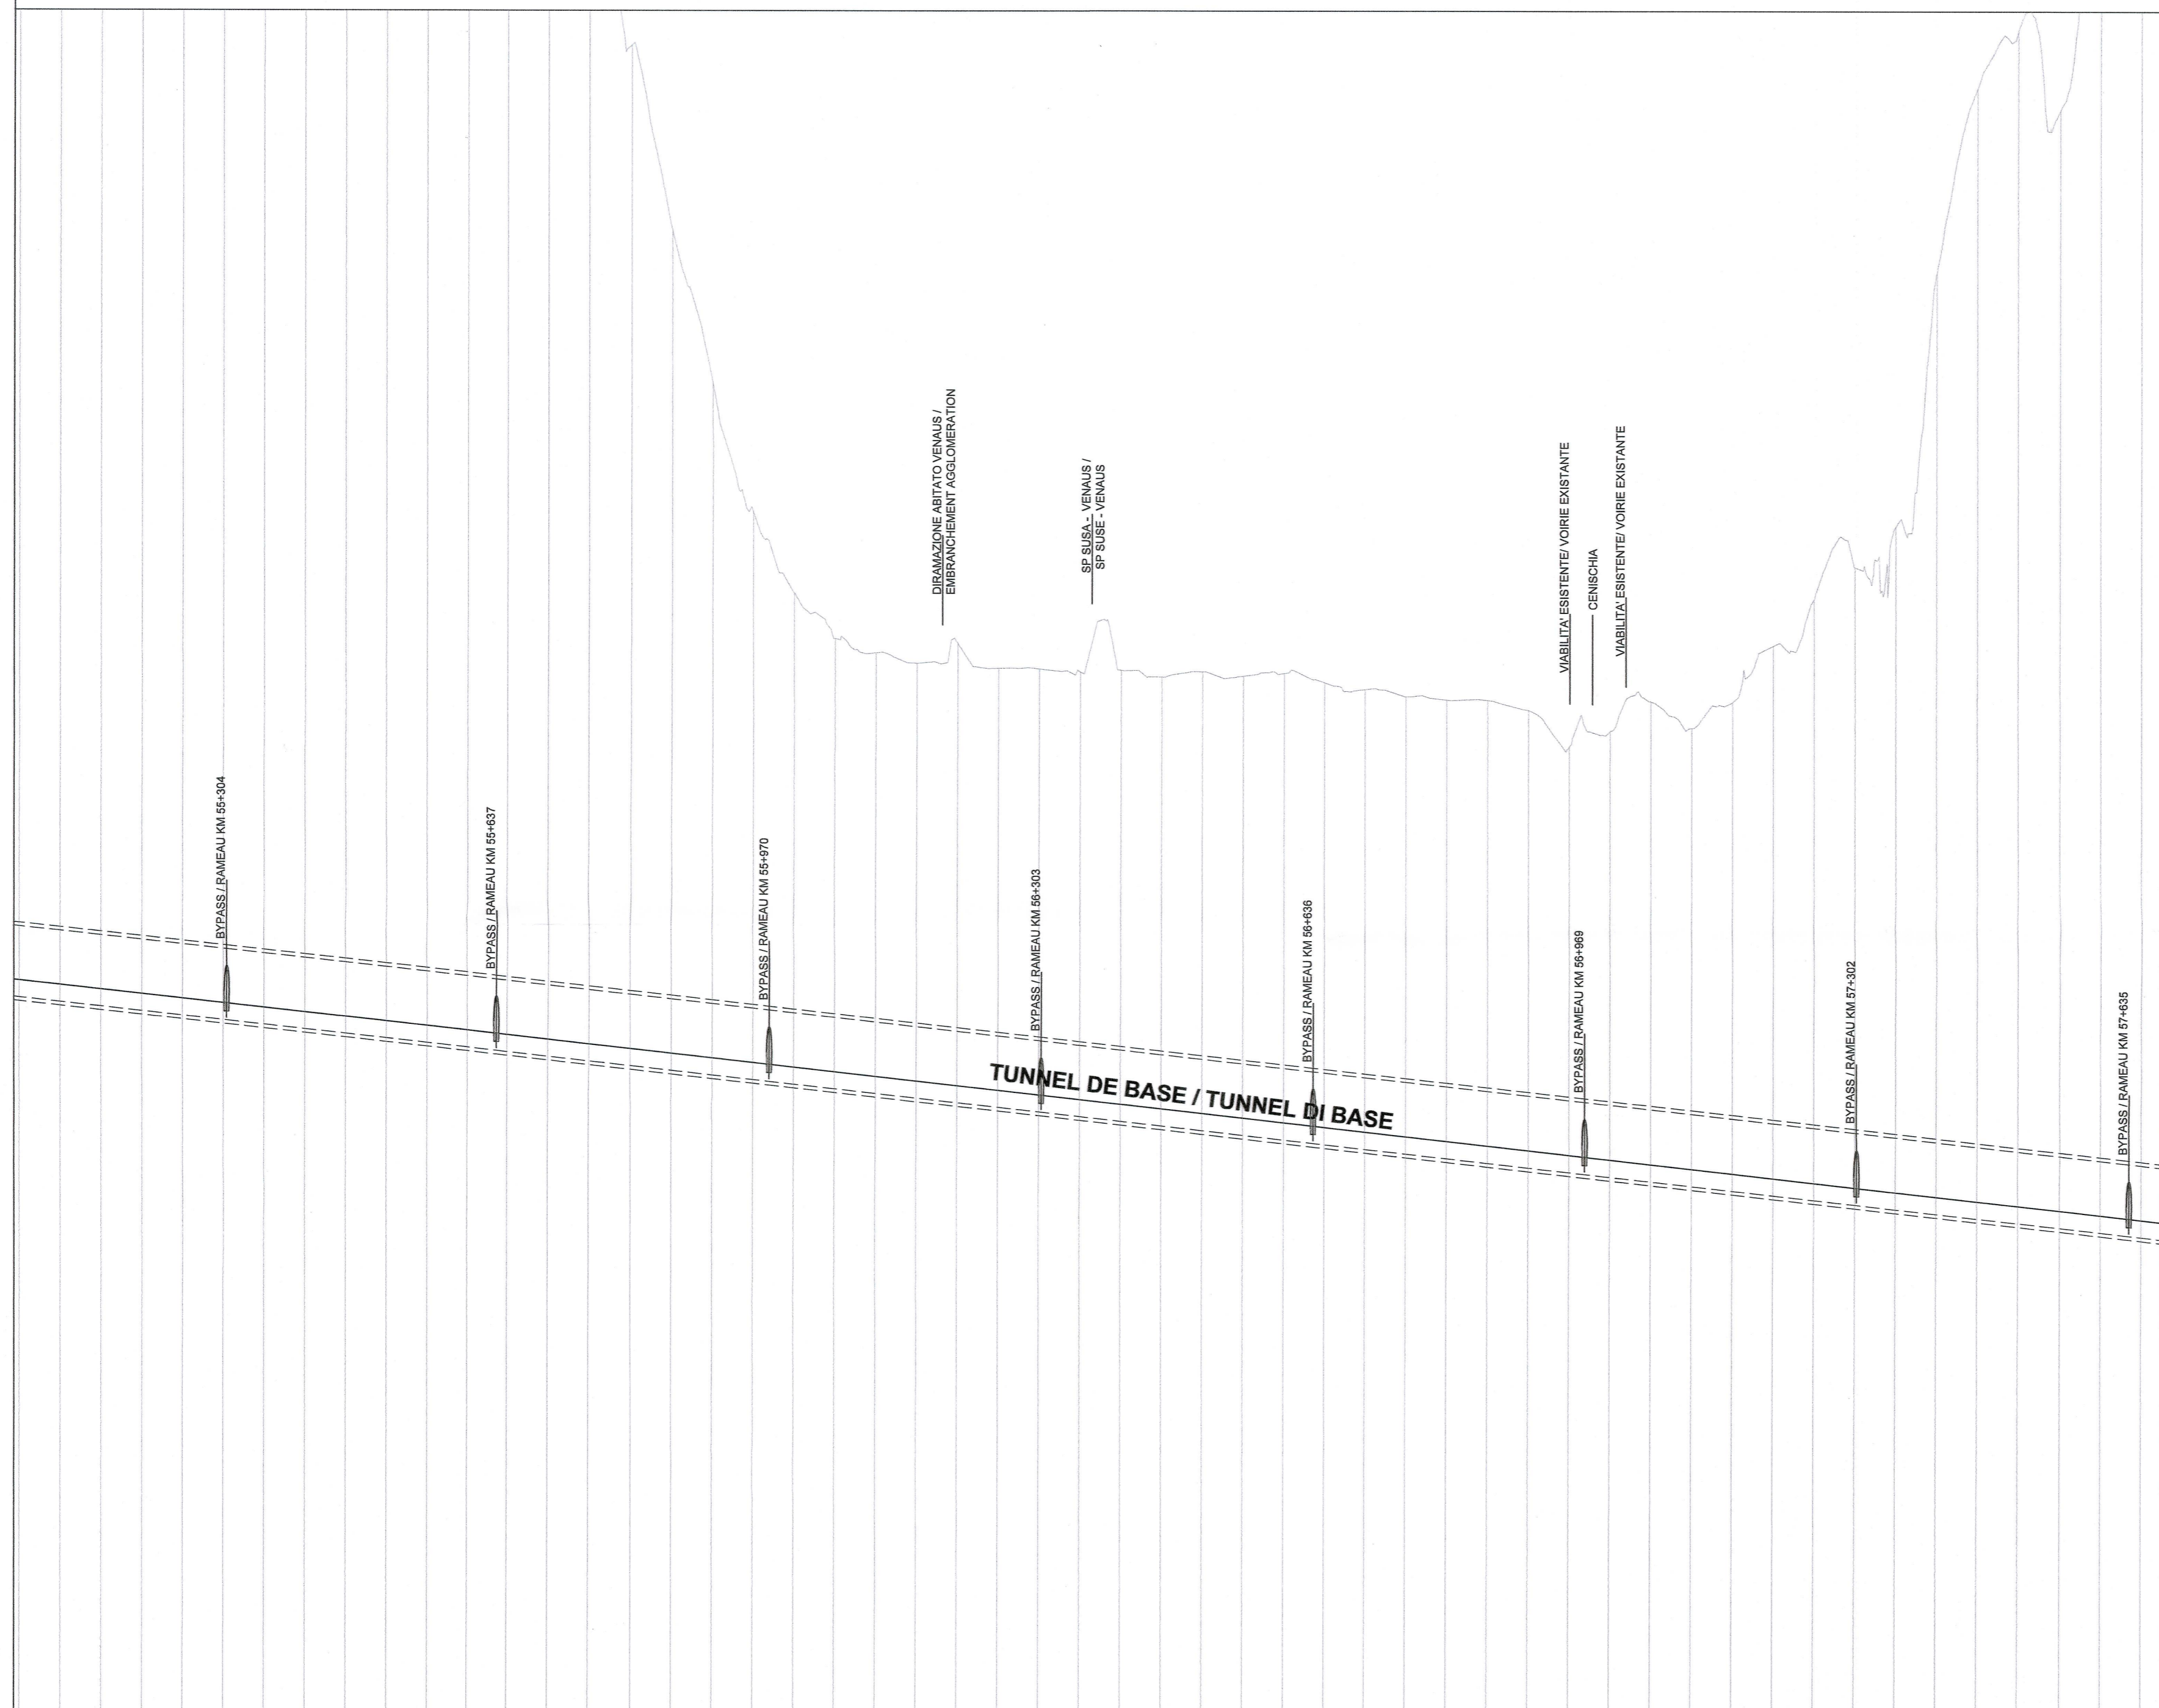 DIRAMAZIONE ABITATO VENAUS /
EMBRANCHEMENT AGGLOMERATION
SP SUSA - VENAUS /
SP SUSE - VENAUS
VIABILITA' ESISTENTE/ VOIRIE EXISTANTE
CENISCHIA
VIABILITA' ESISTENTE/ VOIRIE EXISTANTE
BYPASS / RAMEAU KM 55+304
BYPASS / RAMEAU KM 55+637
BYPASS / RAMEAU KM 55+970
BYPASS / RAMEAU KM 56+303
BYPASS / RAMEAU KM 56+636
BYPASS / RAMEAU KM 56+969
BYPASS / RAMEAU KM 57+302
BYPASS / RAMEAU KM 57+635
TUNNEL DE BASE / TUNNEL DI BASE